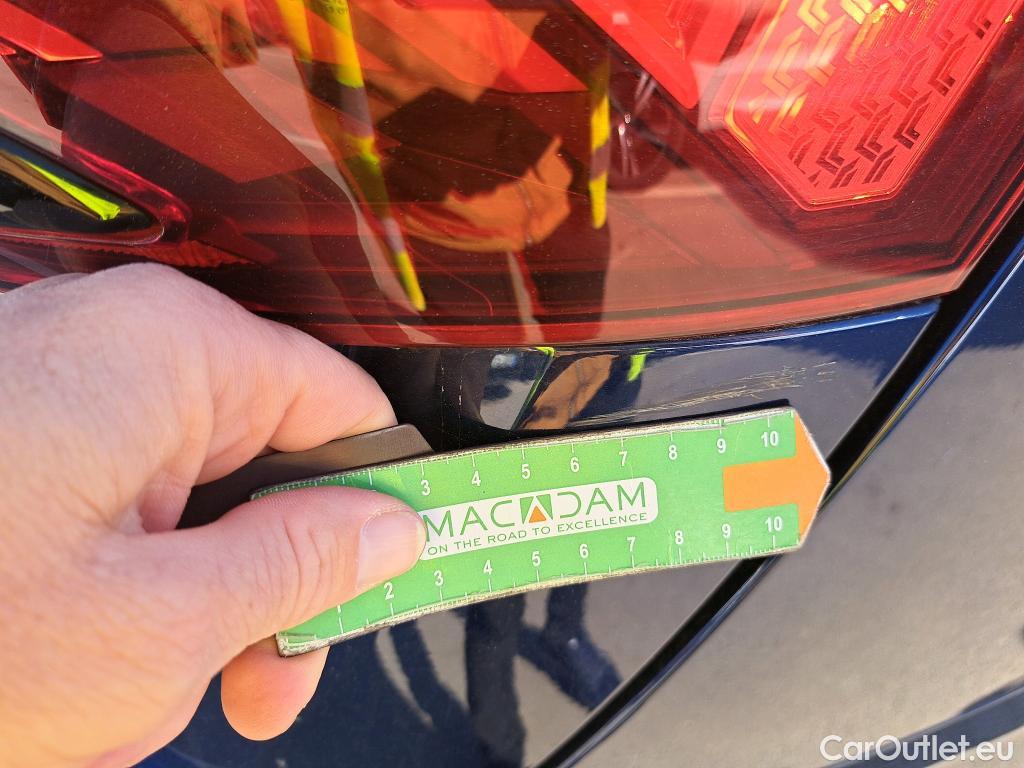 3 4 5 6 7 8 9 10
MACADAM
ON THE ROAD TO EXCELLENCE
1 2 3 4 5 6 7 8 9 10
CarOutlet.eu